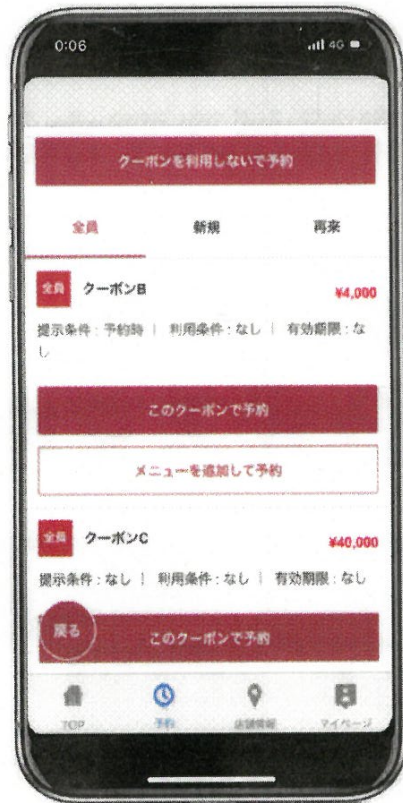 0:06
4G
クーポンを利用しないで予約
全員 新規 再来
全員 クーポンB ¥4,000
提示条件 : 予約時 | 利用条件 : なし | 有効期限 : な
し
このクーポンで予約
メニューを追加して予約
全員 クーポンC ¥40,000
提示条件 : なし | 利用条件 : なし | 有効期限 : なし
戻る このクーポンで予約
TOP 予約 店舗情報 マイページ